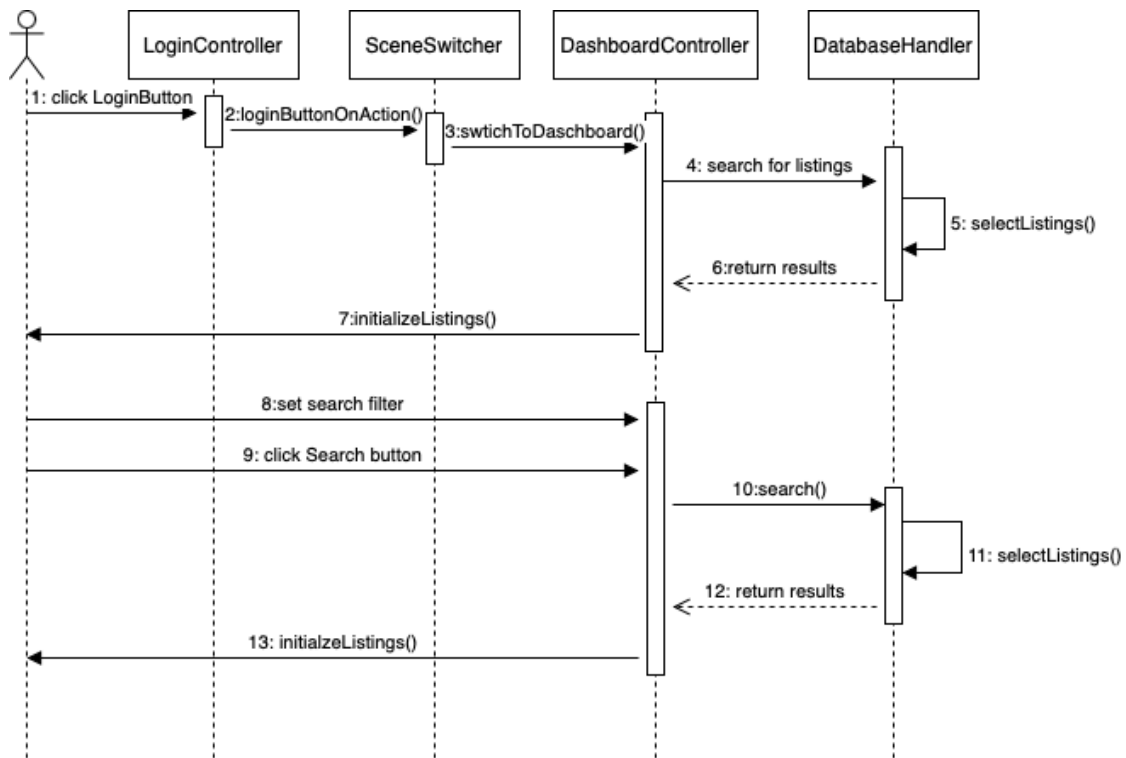 LoginController
SceneSwitcher
DashboardController
DatabaseHandler
1: click LoginButton
2:loginButtonOnAction()
3:swtichToDaschboard()
4: search for listings
5: selectListings()
6:return results
7:initializeListings()
8:set search filter
9: click Search button
10:search()
11: selectListings()
12: return results
13: initialzeListings()